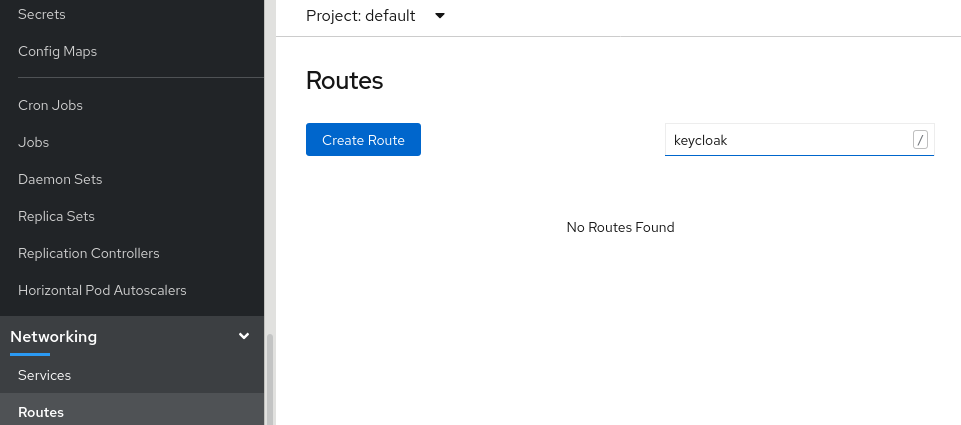 Secrets
Config Maps
Cron Jobs
Jobs
Daemon Sets
Replica Sets
Replication Controllers
Horizontal Pod Autoscalers
Networking
Services
Routes
Project: default
Routes
Create Route
keycloak /
No Routes Found